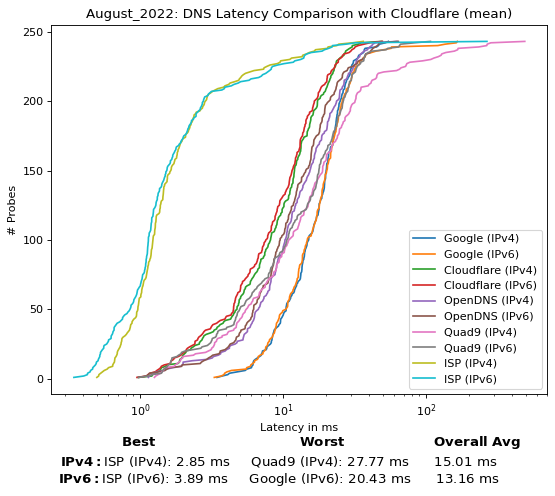 August_2022: DNS Latency Comparison with Cloudflare (mean)
250
200
150
100
50
0
# Probes
Google (IPv4)
Google (IPv6)
Cloudflare (IPv4)
Cloudflare (IPv6)
OpenDNS (IPv4)
OpenDNS (IPv6)
Quad9 (IPv4)
Quad9 (IPv6)
ISP (IPv4)
ISP (IPv6)
10⁰ 10¹ 10²
Latency in ms
Best Worst Overall Avg
IPv4: ISP (IPv4): 2.85 ms Quad9 (IPv4): 27.77 ms 15.01 ms
IPv6: ISP (IPv6): 3.89 ms Google (IPv6): 20.43 ms 13.16 ms